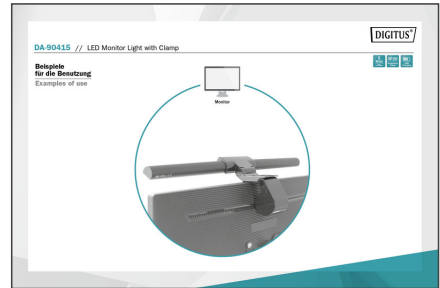 DIGITUS®
DA-90415 // LED Monitor Light with Clamp
Beispiele
für die Benutzung
Examples of use
Monitor